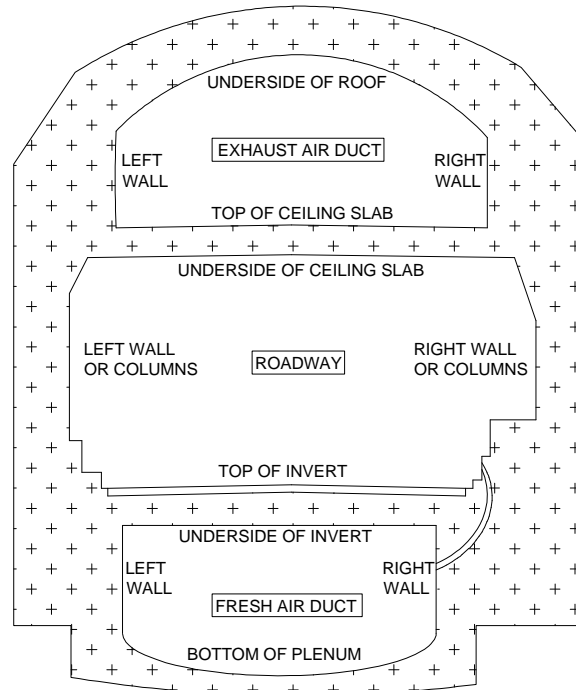 UNDERSIDE OF ROOF
EXHAUST AIR DUCT
LEFT
WALL
RIGHT
WALL
TOP OF CEILING SLAB
UNDERSIDE OF CEILING SLAB
LEFT WALL
OR COLUMNS
ROADWAY
RIGHT WALL
OR COLUMNS
TOP OF INVERT
UNDERSIDE OF INVERT
LEFT
WALL
RIGHT
WALL
FRESH AIR DUCT
BOTTOM OF PLENUM